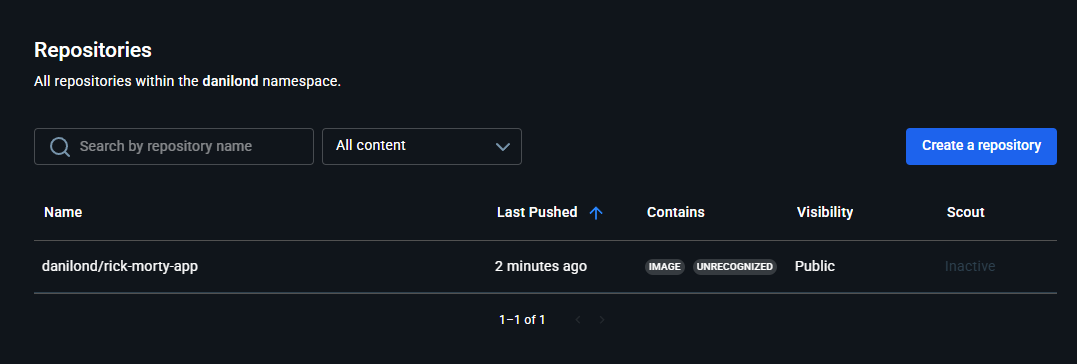 Repositories
All repositories within the danilond namespace.
Search by repository name
All content
Create a repository
Name Last Pushed Contains Visibility Scout
danilond/rick-morty-app 2 minutes ago IMAGE UNRECOGNIZED Public Inactive
1–1 of 1